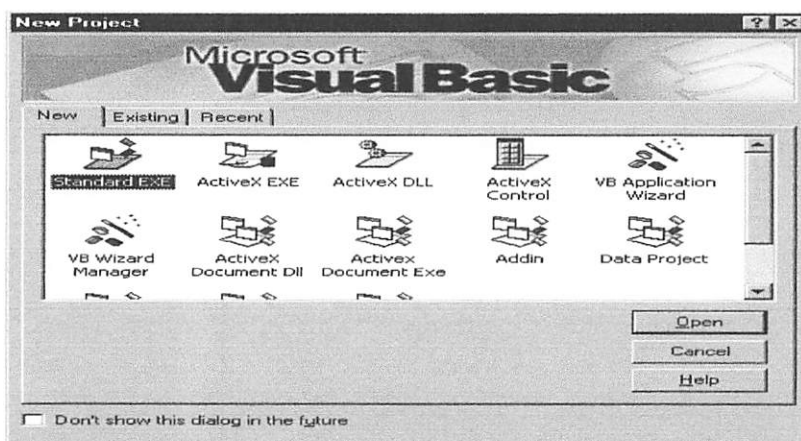 New Project
Microsoft
Visual Basic
New Existing Recent
Standard EXE ActiveX EXE ActiveX DLL ActiveX Control VB Application Wizard
VB Wizard Manager ActiveX Document Dll Activex Document Exe Addin Data Project
Open
Cancel
Help
Don't show this dialog in the future